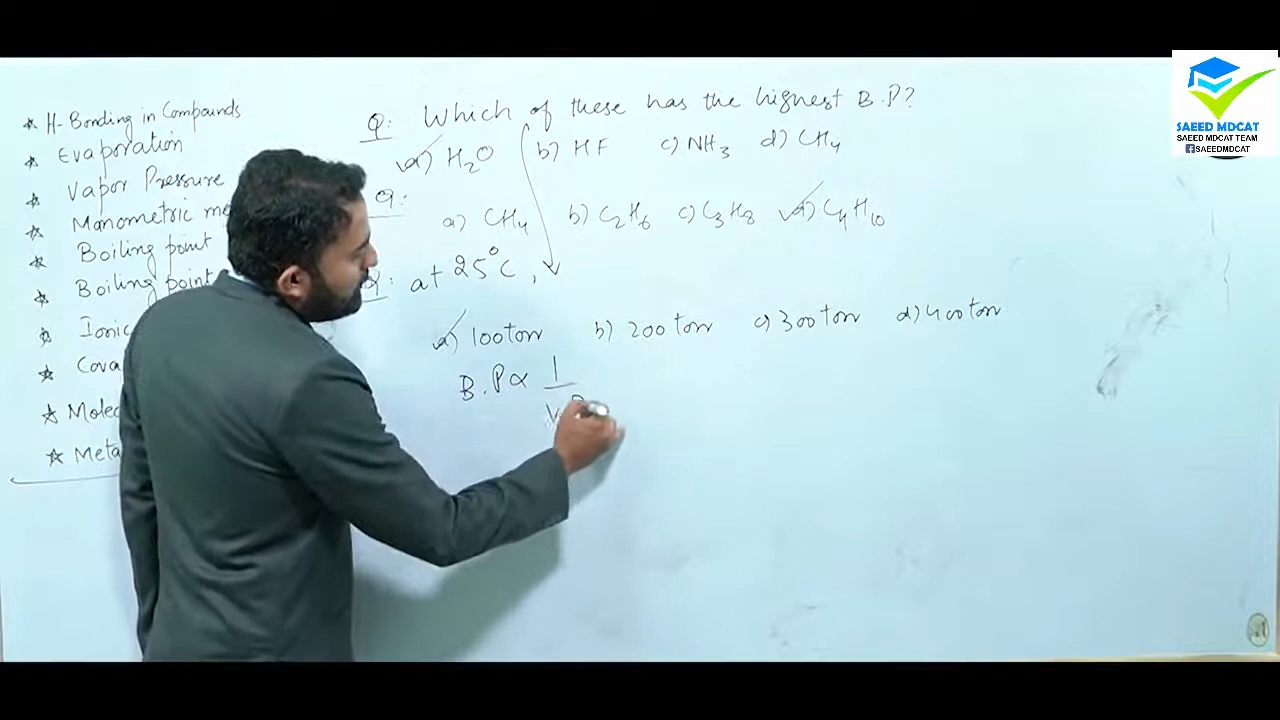 ★ H-Bonding in Compounds
★ Evaporation
★ Vapor Pressure
★ Manometric me
★ Boiling point
★ Boiling point
★ Ionic
★ Cova
★ Molec
★ Meta
Q: Which of these has the highest B.P?
a) H2O b) HF c) NH3 d) CH4
Q:
a) CH4 b) C2H6 c) C3H8 d) C4H10
Q: at 25°C,
a) 100 torr b) 200 torr c) 300 torr d) 400 torr
B.P ∝ 1
V.P
SAEED MDCAT
SAEED MDCAT TEAM
SAEEDMDCAT